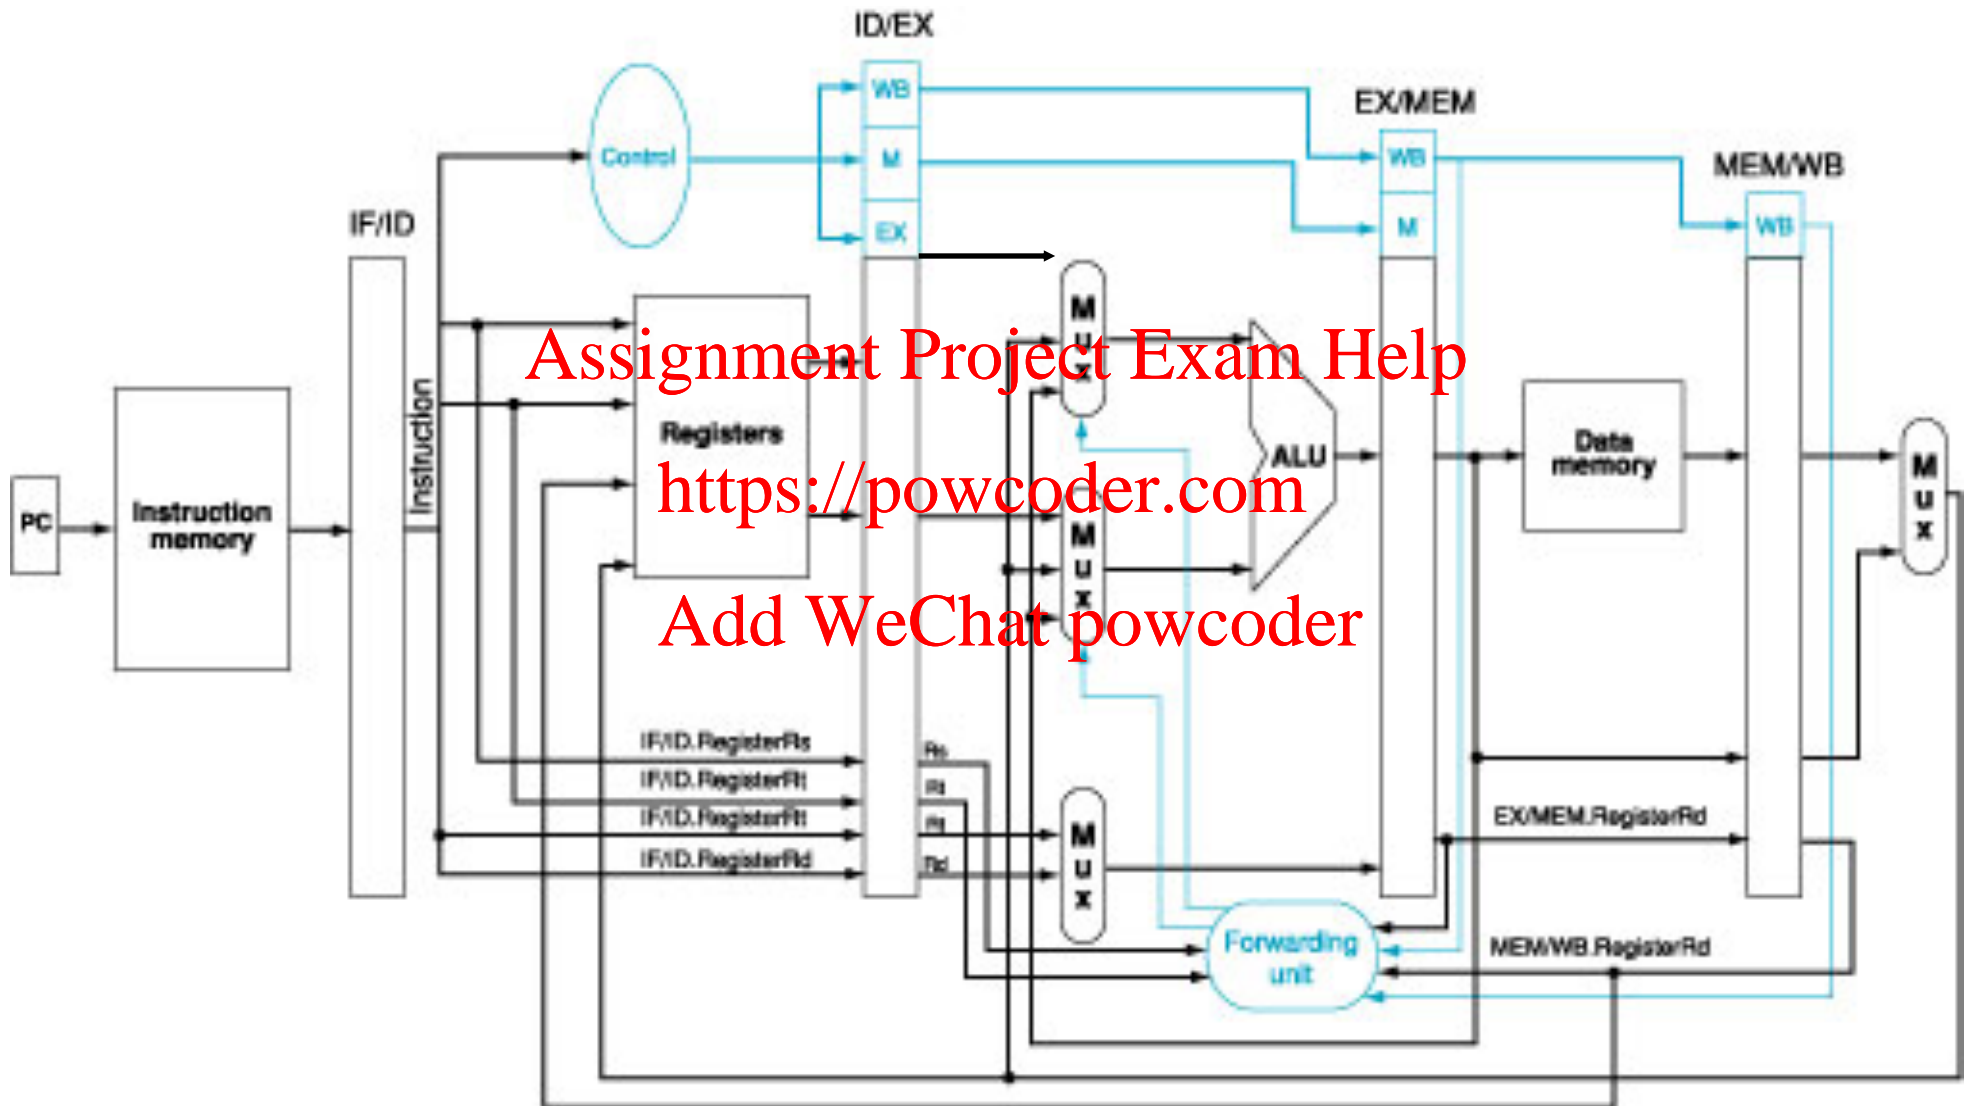 ID/EX
WB
EX/MEM
Control
M
WB
MEM/WB
IF/ID
EX
M
WB
M
u
x
Assignment Project Exam Help
Instruction
Registers
ALU
Data
memory
M
u
x
https://powcoder.com
PC
Instruction
memory
M
u
x
Add WeChat powcoder
IF/ID.RegisterRs
Rs
IF/ID.RegisterRt
Rt
IF/ID.RegisterRt
Rt
EX/MEM.RegisterRd
IF/ID.RegisterRd
Rd
M
u
x
Forwarding
unit
MEM/WB.RegisterRd